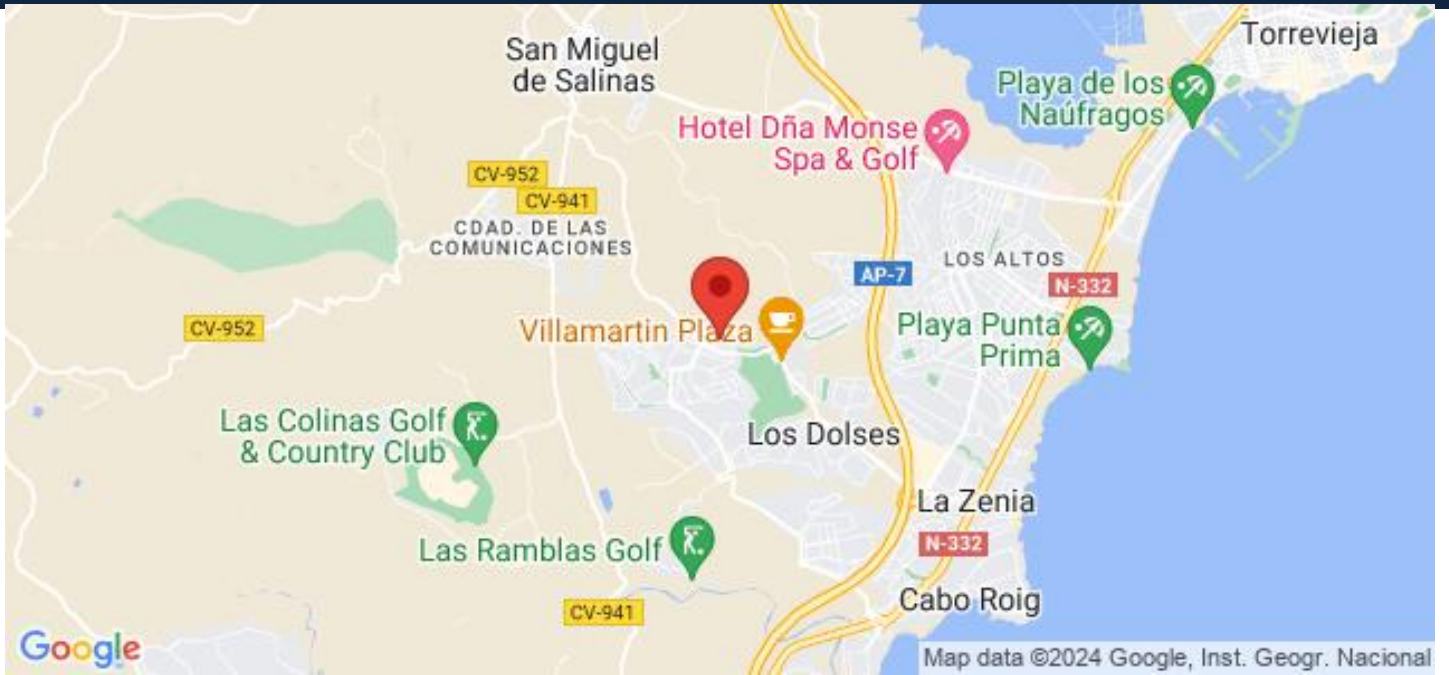 San Miguel
de Salinas
Torrevieja
Playa de los
Naúfragos
Hotel Dña Monse
Spa & Golf
CV-952
CV-941
CDAD. DE LAS
COMUNICACIONES
LOS ALTOS
AP-7
N-332
CV-952
Villamartin Plaza
Playa Punta
Prima
Las Colinas Golf
& Country Club
Los Dolses
La Zenia
N-332
Las Ramblas Golf
CV-941
Cabo Roig
Google
Map data ©2024 Google, Inst. Geogr. Nacional